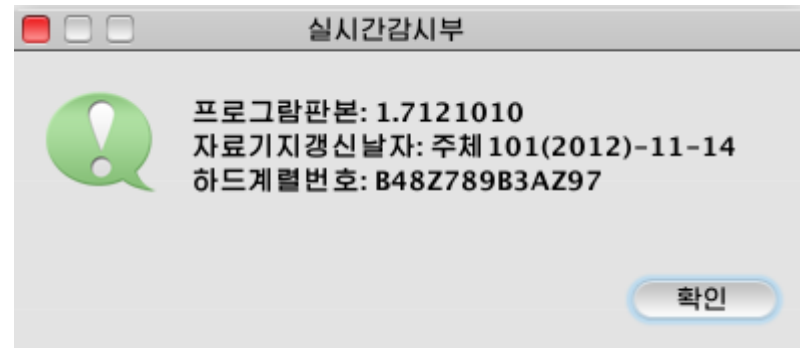 실시간감시부
프로그람판본: 1.7121010
자료기지갱신날자: 주체101(2012)-11-14
하드계렬번호: B48Z789B3AZ97
확인